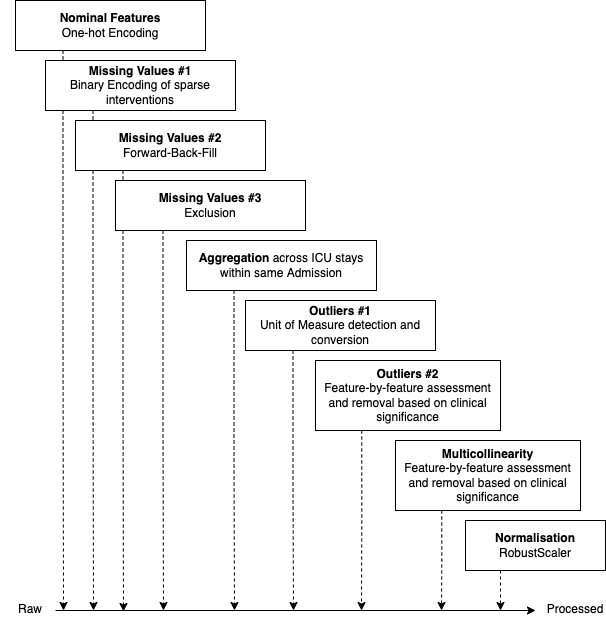 Nominal Features
One-hot Encoding
Missing Values #1
Binary Encoding of sparse
interventions
Missing Values #2
Forward-Back-Fill
Missing Values #3
Exclusion
Aggregation across ICU stays
within same Admission
Outliers #1
Unit of Measure detection and
conversion
Outliers #2
Feature-by-feature assessment
and removal based on clinical
significance
Multicollinearity
Feature-by-feature assessment
and removal based on clinical
significance
Normalisation
RobustScaler
Raw
Processed